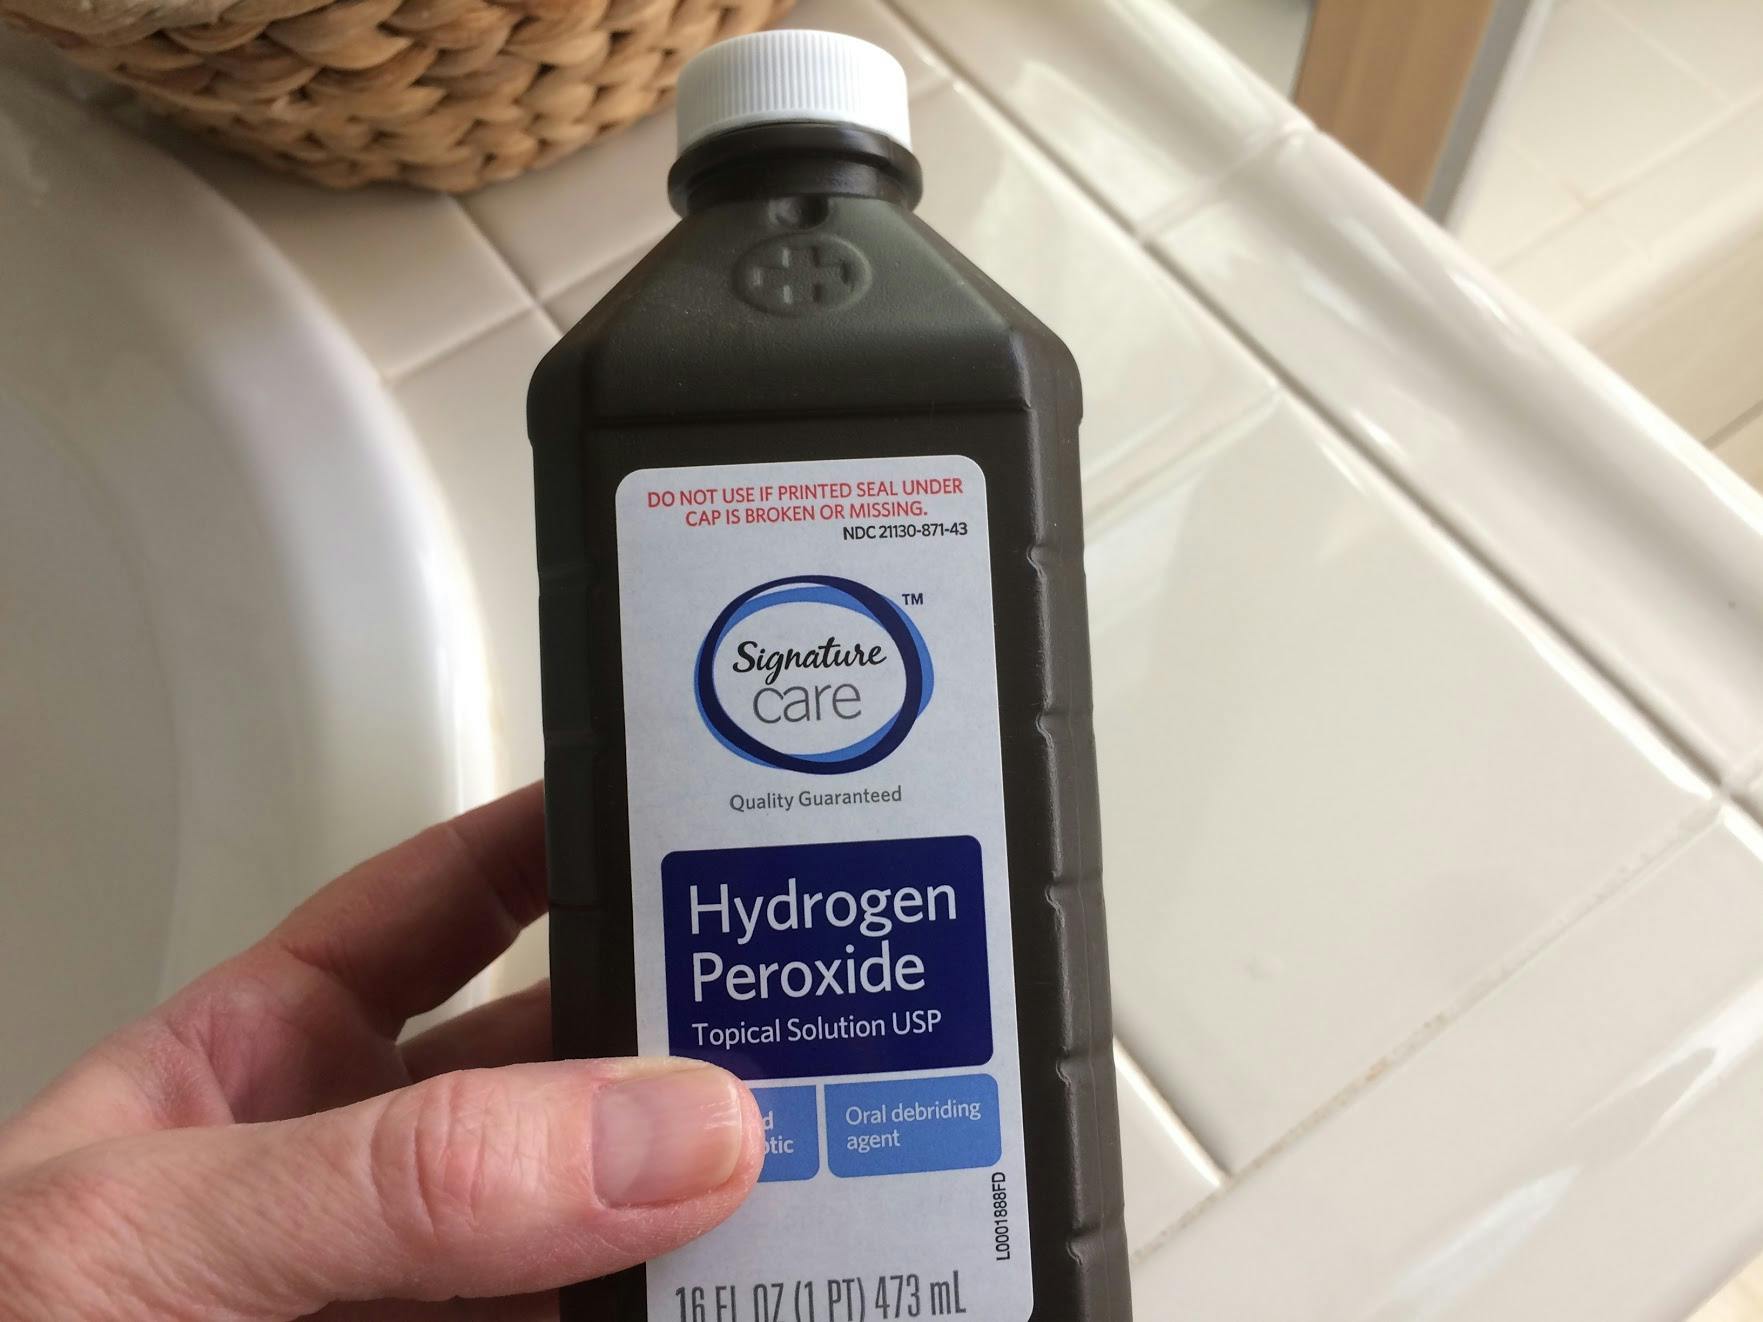 DO NOT USE IF PRINTED SEAL UNDER
CAP IS BROKEN OR MISSING.
NDC 21130-871-43
Signature
care
TM
Quality Guaranteed
Hydrogen
Peroxide
Topical Solution USP
Oral debriding
agent
L0001888FD
16 FL OZ (1 PT) 473 mL